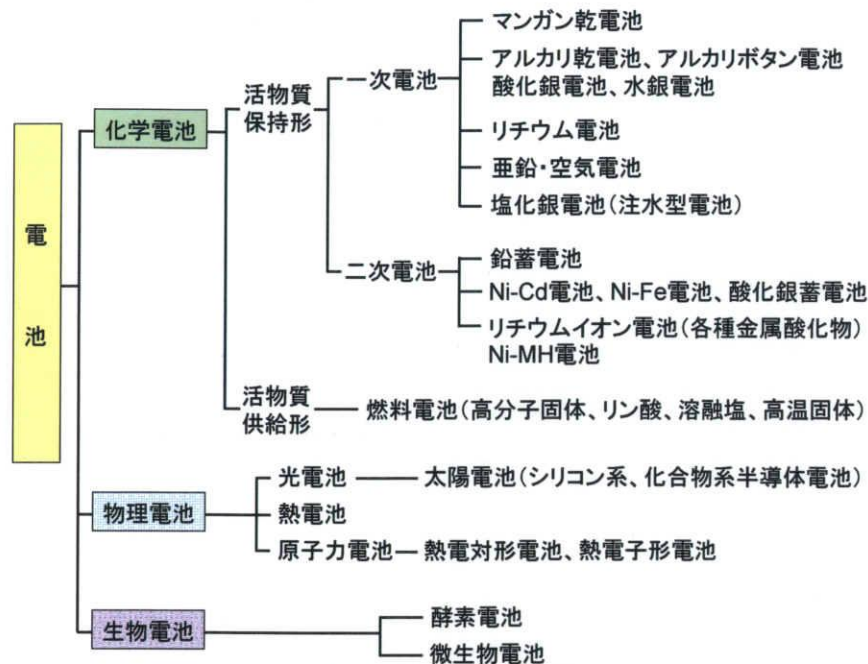 電池
化学電池
活物質
保持形
一次電池
マンガン乾電池
アルカリ乾電池、アルカリボタン電池
酸化銀電池、水銀電池
リチウム電池
亜鉛・空気電池
塩化銀電池(注水型電池)
二次電池
鉛蓄電池
Ni-Cd電池、Ni-Fe電池、酸化銀蓄電池
リチウムイオン電池(各種金属酸化物)
Ni-MH電池
活物質
供給形
燃料電池(高分子固体、リン酸、溶融塩、高温固体)
物理電池
光電池
太陽電池(シリコン系、化合物系半導体電池)
熱電池
原子力電池
熱電対形電池、熱電子形電池
生物電池
酵素電池
微生物電池